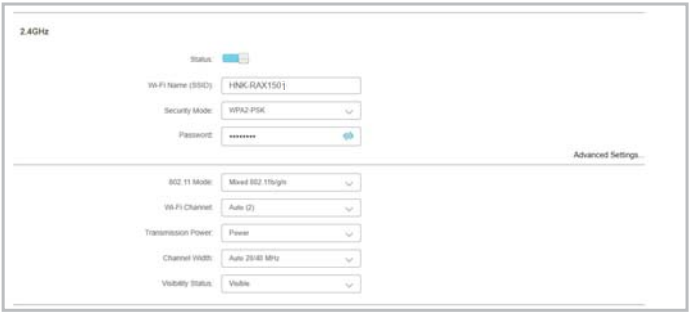 2.4GHz
Status:
Wi-Fi Name (SSID): HNK-RAX150
Security Mode: WPA2-PSK
Password: ••••••••
Advanced Settings...
802.11 Mode: Mixed 802.11b/g/n
Wi-Fi Channel: Auto (2)
Transmission Power: Power
Channel Width: Auto 20/40 MHz
Visibility Status: Visible